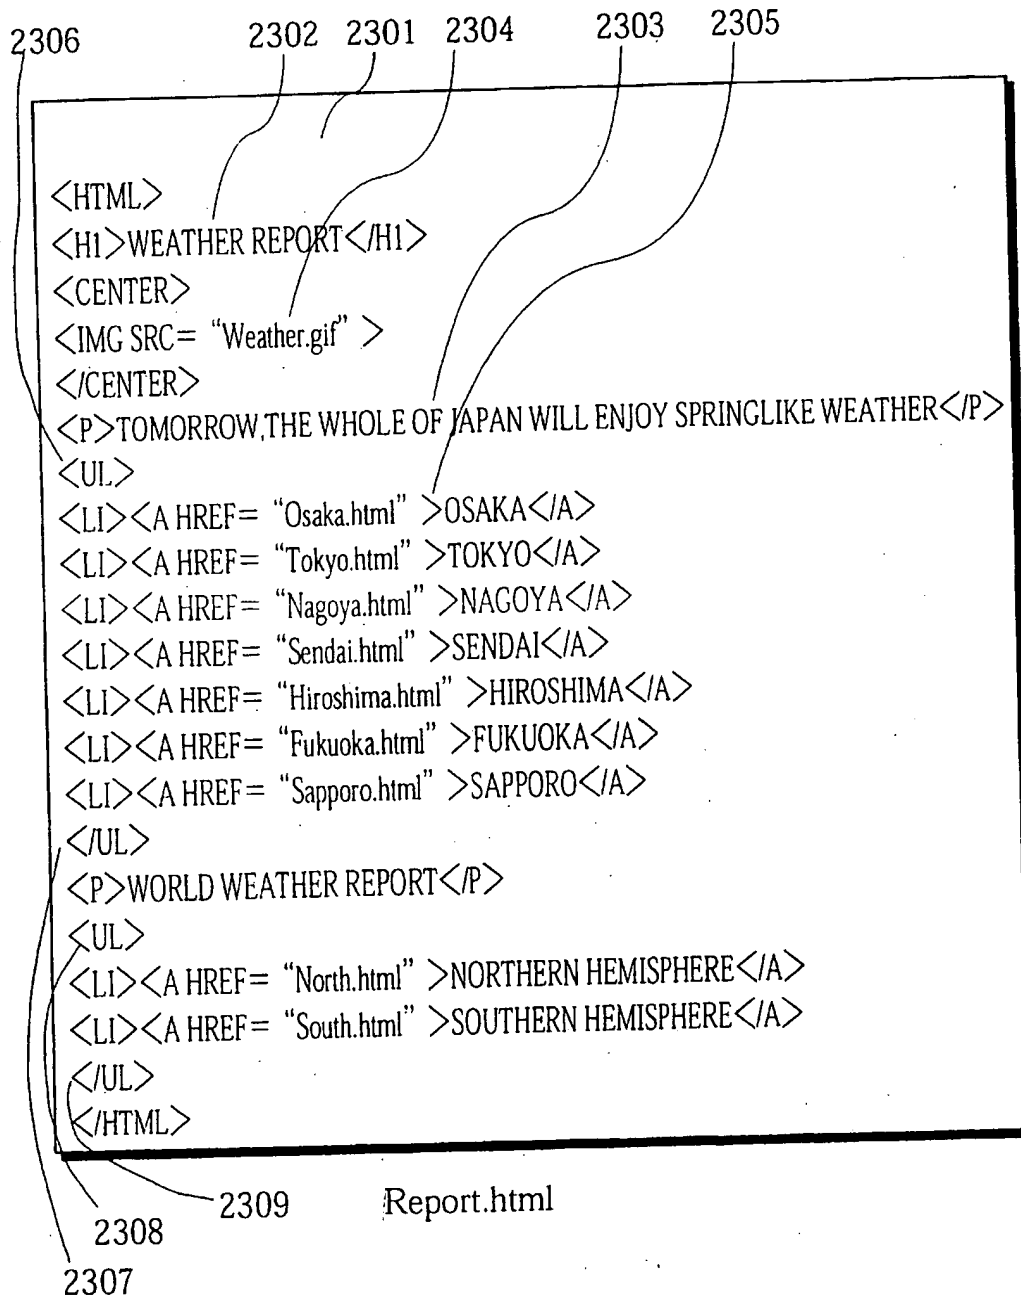 2306 2302 2301 2304 2303 2305
<HTML>
<H1>WEATHER REPORT</H1>
<CENTER>
<IMG SRC= “Weather.gif” >
</CENTER>
<P>TOMORROW,THE WHOLE OF JAPAN WILL ENJOY SPRINGLIKE WEATHER</P>
<UL>
<LI><A HREF= “Osaka.html” >OSAKA</A>
<LI><A HREF= “Tokyo.html” >TOKYO</A>
<LI><A HREF= “Nagoya.html” >NAGOYA</A>
<LI><A HREF= “Sendai.html” >SENDAI</A>
<LI><A HREF= “Hiroshima.html” >HIROSHIMA</A>
<LI><A HREF= “Fukuoka.html” >FUKUOKA</A>
<LI><A HREF= “Sapporo.html” >SAPPORO</A>
</UL>
<P>WORLD WEATHER REPORT</P>
<UL>
<LI><A HREF= “North.html” >NORTHERN HEMISPHERE</A>
<LI><A HREF= “South.html” >SOUTHERN HEMISPHERE</A>
</UL>
</HTML>
2309 Report.html
2308
2307